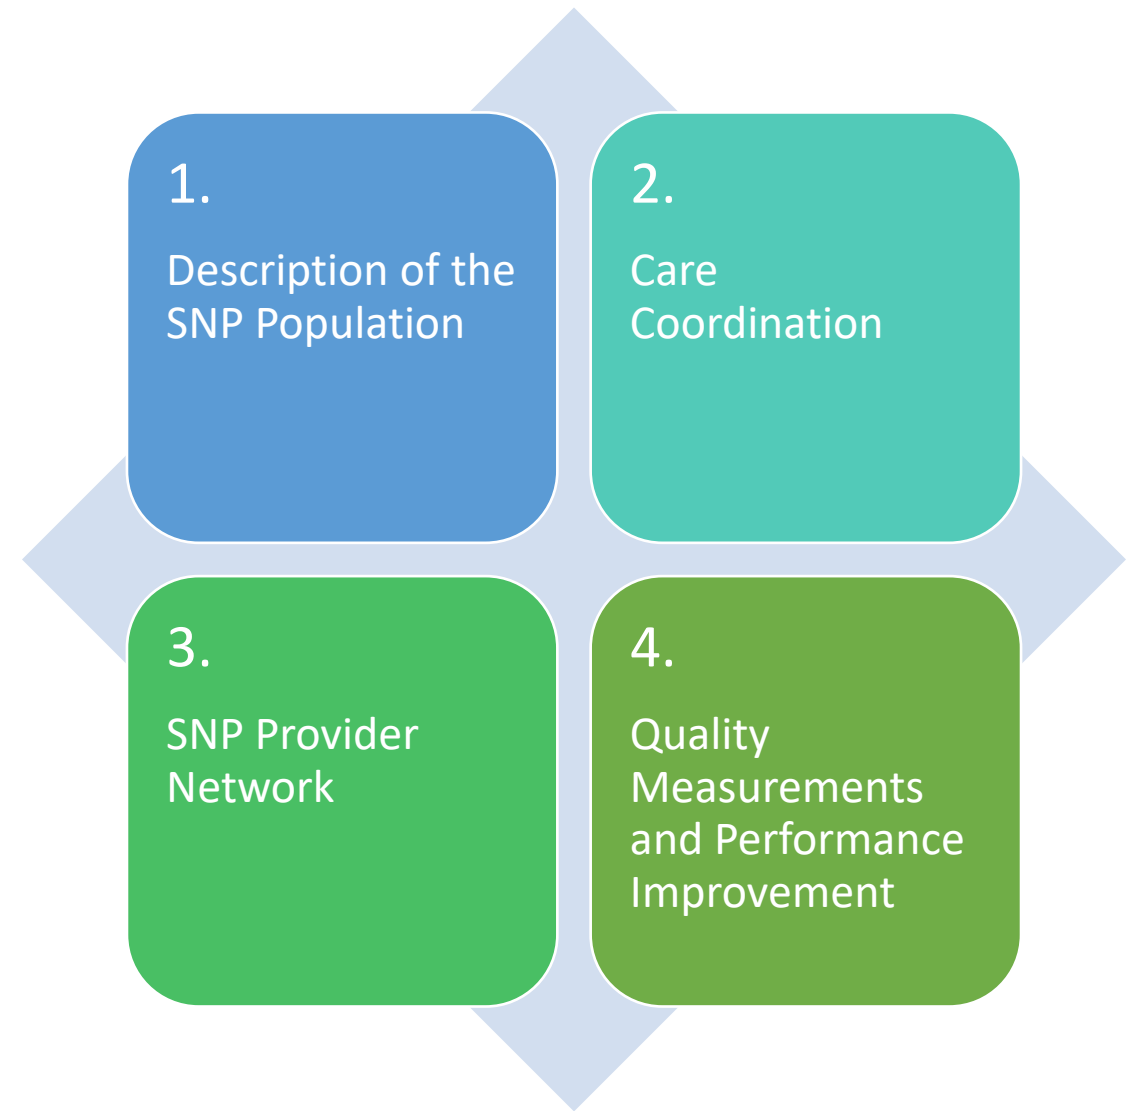 1.
Description of the
SNP Population
2.
Care
Coordination
3.
SNP Provider
Network
4.
Quality
Measurements
and Performance
Improvement